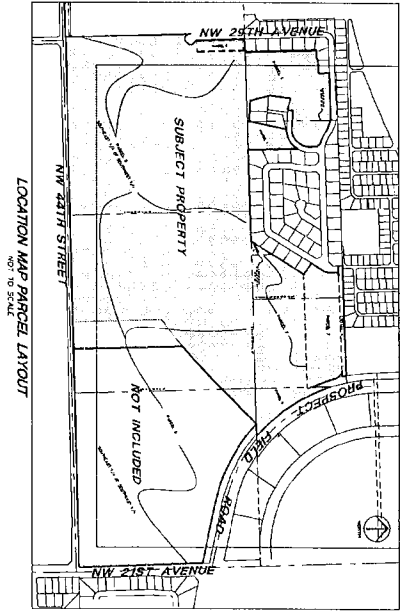 NW 29TH AVENUE
SUBJECT PROPERTY
NW 44TH STREET
NOT INCLUDED
PROSPECT
FIELD
ROAD
NW 21ST AVENUE
LOCATION MAP PARCEL LAYOUT
NOT TO SCALE